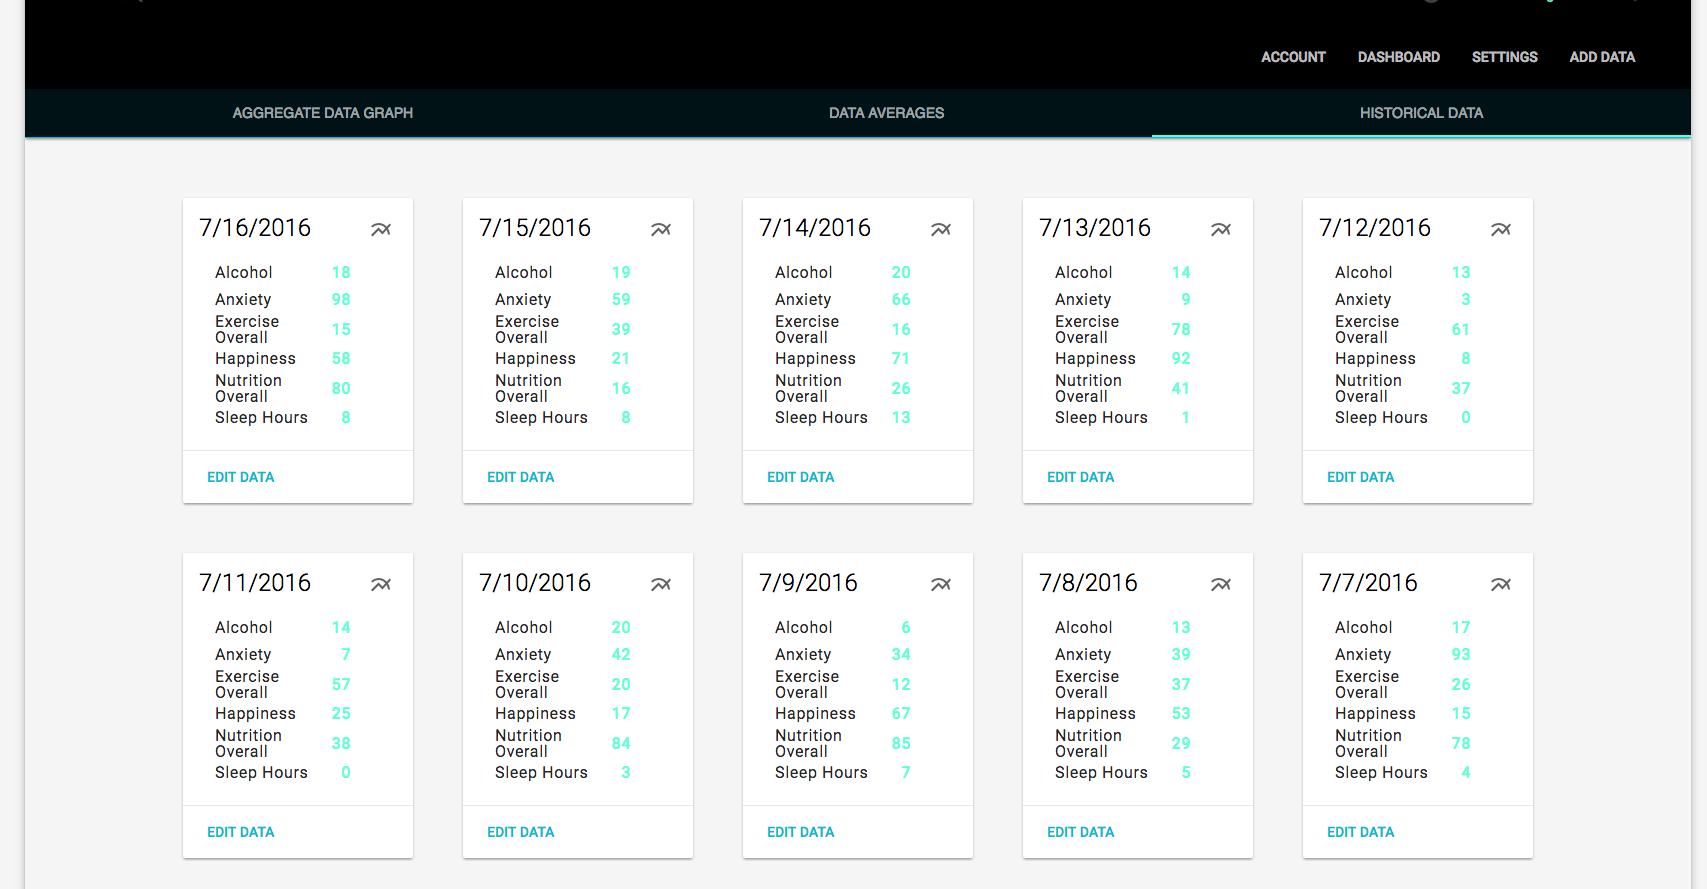 ACCOUNT DASHBOARD SETTINGS ADD DATA
AGGREGATE DATA GRAPH DATA AVERAGES HISTORICAL DATA
7/16/2016
Alcohol 18
Anxiety 98
Exercise
Overall 15
Happiness 58
Nutrition
Overall 80
Sleep Hours 8
EDIT DATA
7/15/2016
Alcohol 19
Anxiety 59
Exercise
Overall 39
Happiness 21
Nutrition
Overall 16
Sleep Hours 8
EDIT DATA
7/14/2016
Alcohol 20
Anxiety 66
Exercise
Overall 16
Happiness 71
Nutrition
Overall 26
Sleep Hours 13
EDIT DATA
7/13/2016
Alcohol 14
Anxiety 9
Exercise
Overall 78
Happiness 92
Nutrition
Overall 41
Sleep Hours 1
EDIT DATA
7/12/2016
Alcohol 13
Anxiety 3
Exercise
Overall 61
Happiness 8
Nutrition
Overall 37
Sleep Hours 0
EDIT DATA
7/11/2016
Alcohol 14
Anxiety 7
Exercise
Overall 57
Happiness 25
Nutrition
Overall 38
Sleep Hours 0
EDIT DATA
7/10/2016
Alcohol 20
Anxiety 42
Exercise
Overall 20
Happiness 17
Nutrition
Overall 84
Sleep Hours 3
EDIT DATA
7/9/2016
Alcohol 6
Anxiety 34
Exercise
Overall 12
Happiness 67
Nutrition
Overall 85
Sleep Hours 7
EDIT DATA
7/8/2016
Alcohol 13
Anxiety 39
Exercise
Overall 37
Happiness 53
Nutrition
Overall 29
Sleep Hours 5
EDIT DATA
7/7/2016
Alcohol 17
Anxiety 93
Exercise
Overall 26
Happiness 15
Nutrition
Overall 78
Sleep Hours 4
EDIT DATA